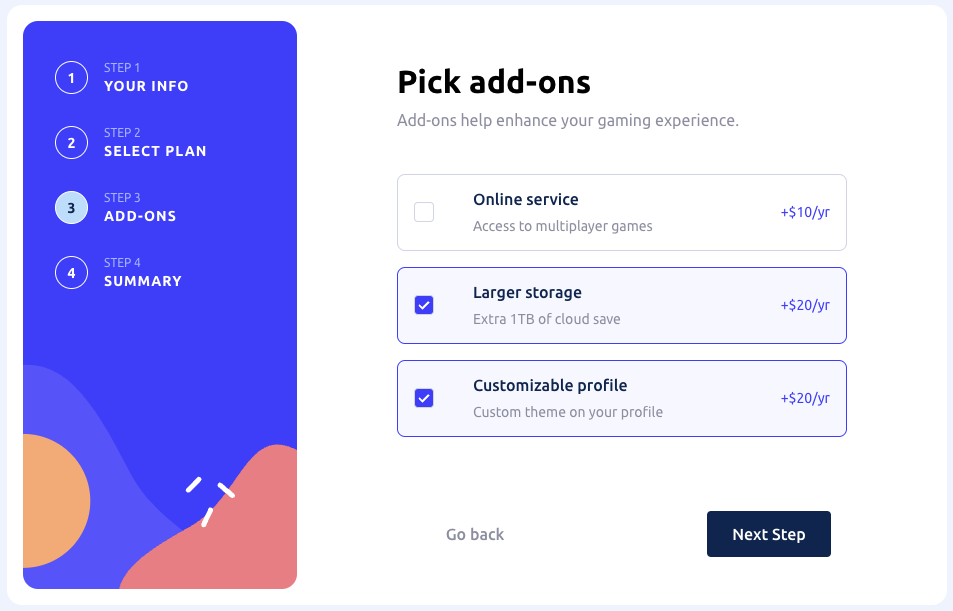 1
STEP 1
YOUR INFO
2
STEP 2
SELECT PLAN
3
STEP 3
ADD-ONS
4
STEP 4
SUMMARY
Pick add-ons
Add-ons help enhance your gaming experience.
Online service
Access to multiplayer games
+$10/yr
Larger storage
Extra 1TB of cloud save
+$20/yr
Customizable profile
Custom theme on your profile
+$20/yr
Go back
Next Step